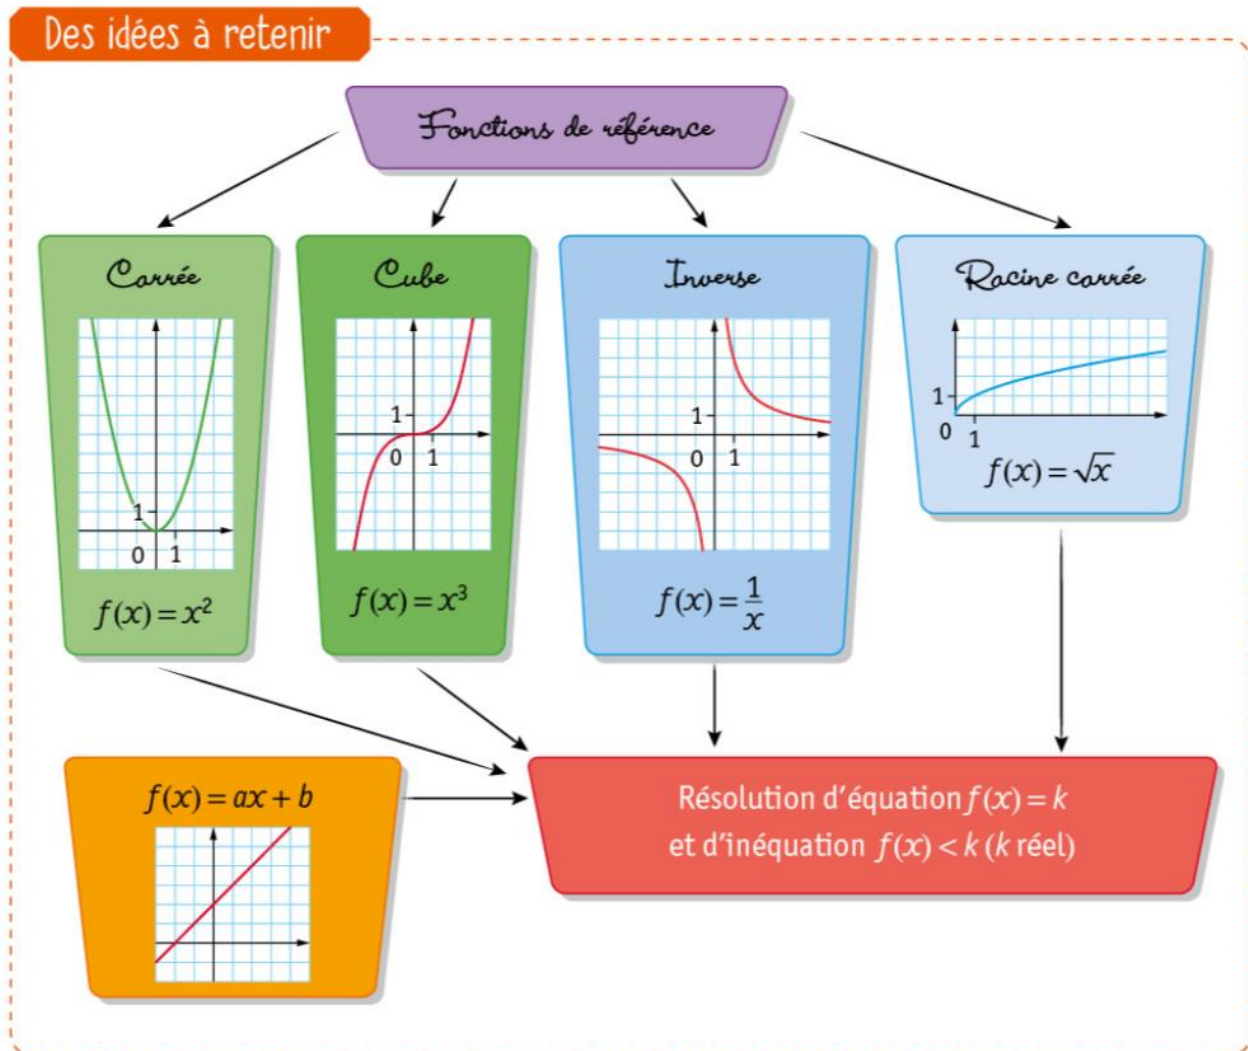 Des idées à retenir
Fonctions de référence
Carrée
1
0 1
f(x) = x²
Cube
1
0 1
f(x) = x³
Inverse
1
0 1
f(x) = 1/x
Racine carrée
1
0 1
f(x) = √x
f(x) = ax + b
Résolution d'équation f(x) = k
et d'inéquation f(x) < k (k réel)